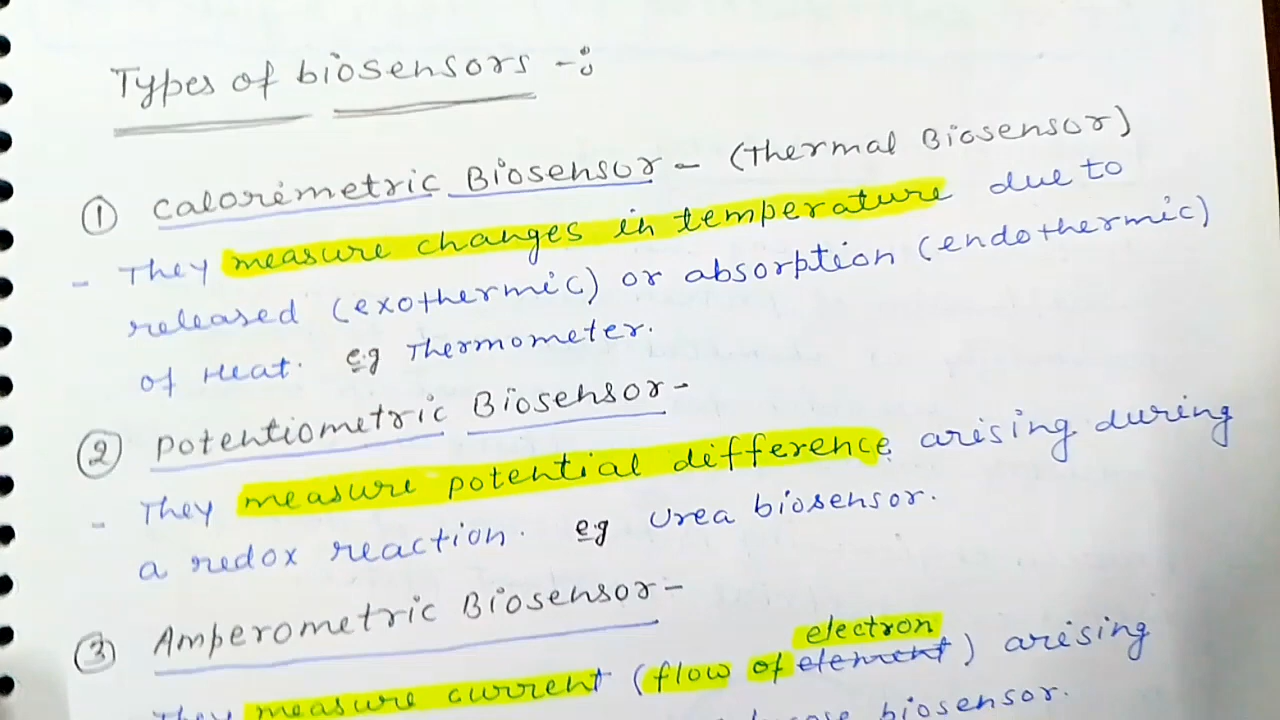 Types of biosensors -:
① Calorimetric Biosensor - (Thermal Biosensor)
- They measure changes in temperature due to
released (exothermic) or absorption (endothermic)
of Heat. e.g Thermometer.
② Potentiometric Biosensor-
- They measure potential difference arising during
a redox reaction. eg Urea biosensor.
③ Amperometric Biosensor-
electron
They measure current (flow of element) arising
biosensor.